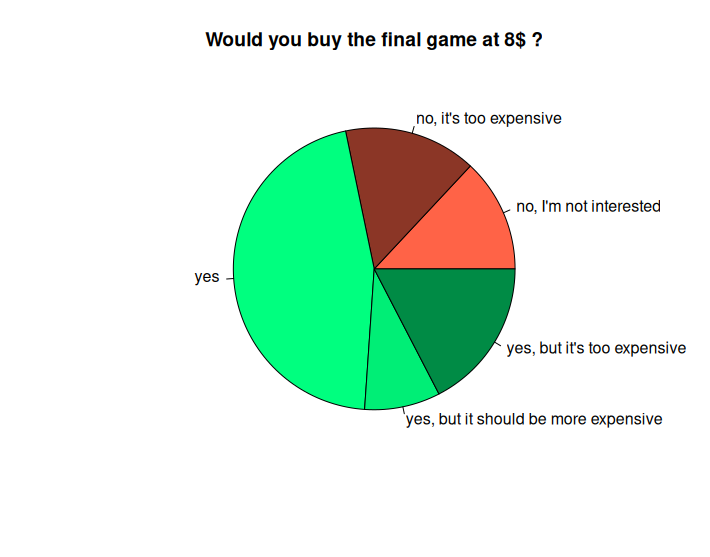 Would you buy the final game at 8$ ?
no, it's too expensive
no, I'm not interested
yes
yes, but it's too expensive
yes, but it should be more expensive